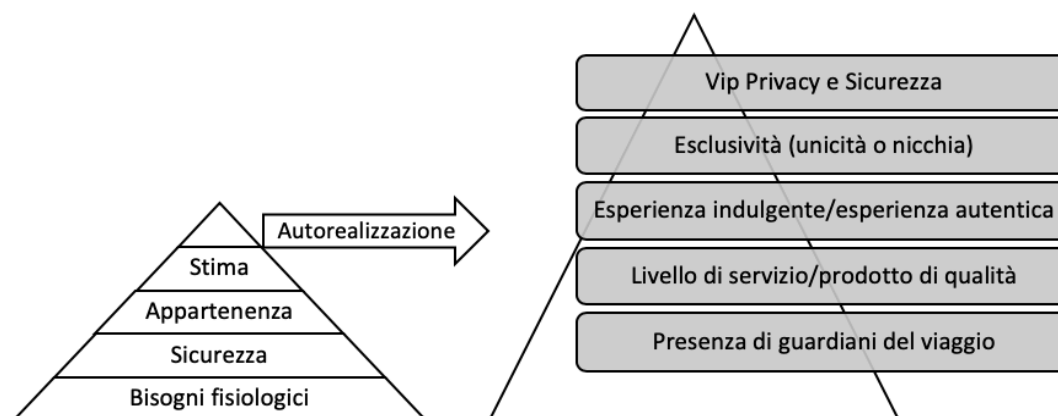 Autorealizzazione
Stima
Appartenenza
Sicurezza
Bisogni fisiologici
Vip Privacy e Sicurezza
Esclusività (unicità o nicchia)
Esperienza indulgente/esperienza autentica
Livello di servizio/prodotto di qualità
Presenza di guardiani del viaggio